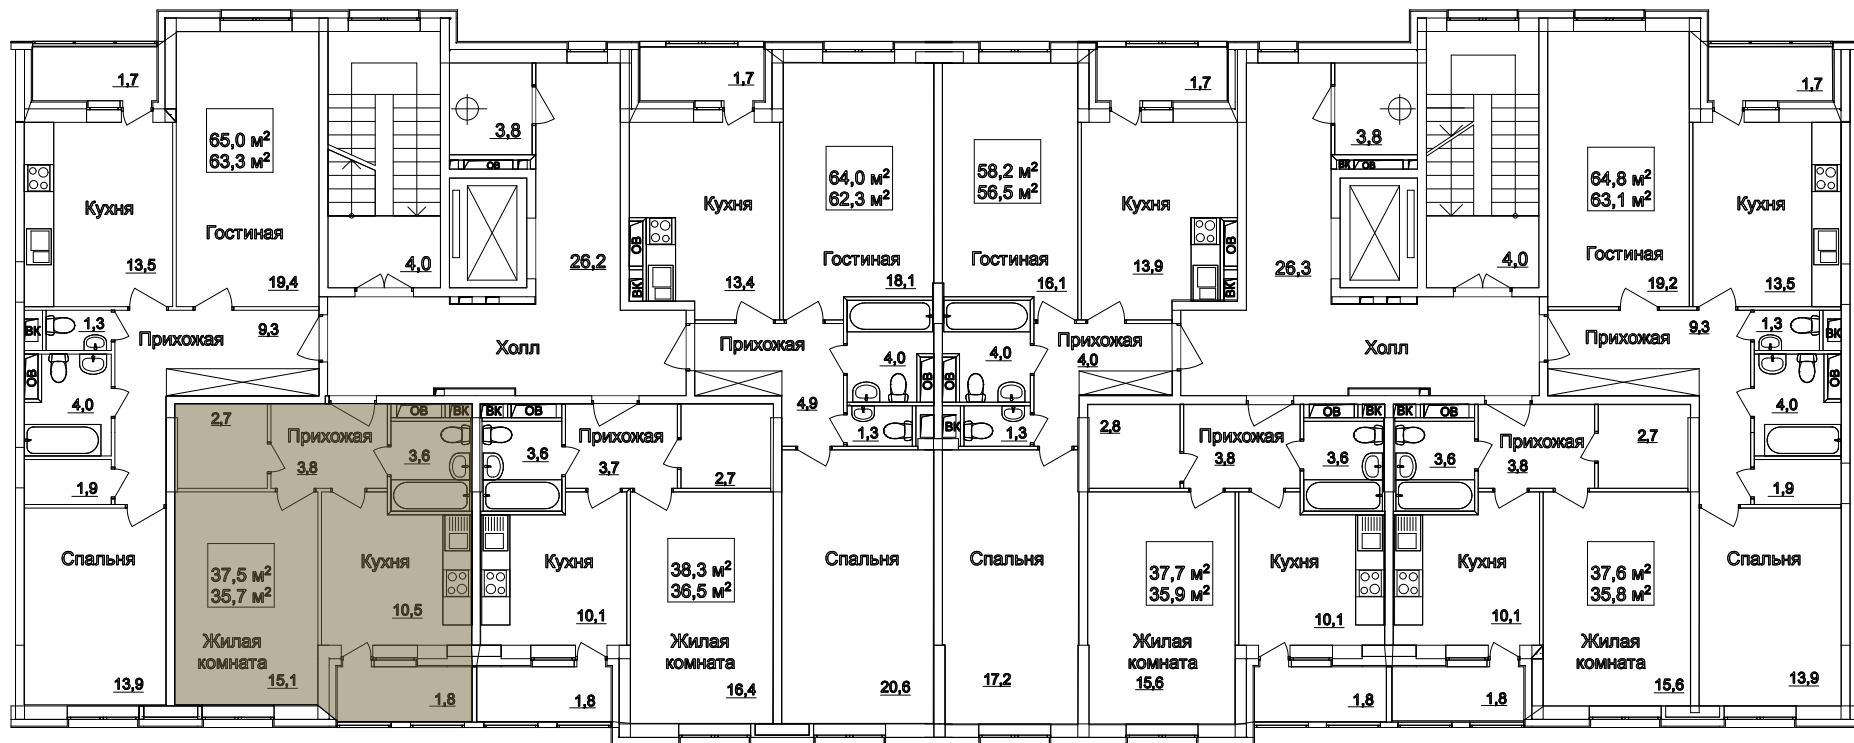 1,7
65,0 м²
63,3 м²
Кухня
13,5
Гостиная
19,4
4,0
3,8
ОВ
26,2
1,7
Кухня
ОВ
ВК
13,4
64,0 м²
62,3 м²
Гостиная
18,1
58,2 м²
56,5 м²
Гостиная
16,1
1,7
Кухня
13,9
ОВ
ВК
26,3
3,8
ВК
ОВ
4,0
64,8 м²
63,1 м²
Гостиная
19,2
1,7
Кухня
13,5
ВК
1,3
Прихожая
9,3
ОВ
4,0
1,9
Холл
Прихожая
4,0
ОВ
4,9
1,3
ВК
ОВ
4,0
1,3
Прихожая
4,0
Холл
Прихожая
9,3
1,3
ВК
4,0
ОВ
1,9
2,7
Прихожая
3,8
ОВ
ВК
3,6
ВК
ОВ
3,6
Прихожая
3,7
2,7
2,8
Прихожая
3,8
ОВ
ВК
3,6
ВК
ОВ
3,6
Прихожая
3,8
2,7
Спальня
13,9
37,5 м²
35,7 м²
Жилая
комната
15,1
Кухня
10,5
1,8
Кухня
10,1
1,8
38,3 м²
36,5 м²
Жилая
комната
16,4
Спальня
20,6
Спальня
17,2
37,7 м²
35,9 м²
Жилая
комната
15,6
Кухня
10,1
1,8
Кухня
10,1
1,8
37,6 м²
35,8 м²
Жилая
комната
15,6
Спальня
13,9